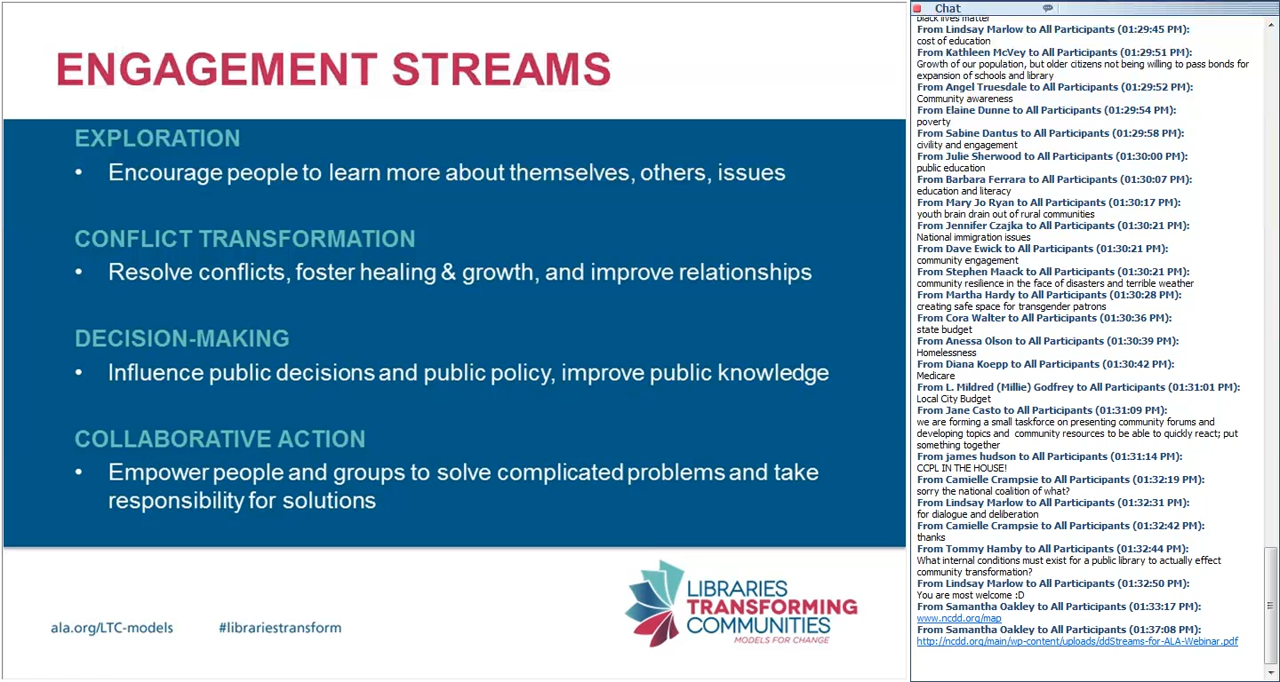 ENGAGEMENT STREAMS
EXPLORATION
• Encourage people to learn more about themselves, others, issues
CONFLICT TRANSFORMATION
• Resolve conflicts, foster healing & growth, and improve relationships
DECISION-MAKING
• Influence public decisions and public policy, improve public knowledge
COLLABORATIVE ACTION
• Empower people and groups to solve complicated problems and take
responsibility for solutions
ala.org/LTC-models
#librariestransform
LIBRARIES
TRANSFORMING
COMMUNITIES
MODELS FOR CHANGE
Chat
black lives matter
From Lindsay Marlow to All Participants (01:29:45 PM):
cost of education
From Kathleen McVey to All Participants (01:29:51 PM):
Growth of our population, but older citizens not being willing to pass bonds for
expansion of schools and library
From Angel Truesdale to All Participants (01:29:52 PM):
Community awareness
From Elaine Dunne to All Participants (01:29:54 PM):
poverty
From Sabine Dantus to All Participants (01:29:58 PM):
civility and engagement
From Julie Sherwood to All Participants (01:30:00 PM):
public education
From Barbara Ferrara to All Participants (01:30:07 PM):
education and literacy
From Mary Jo Ryan to All Participants (01:30:17 PM):
youth brain drain out of rural communities
From Jennifer Czajka to All Participants (01:30:21 PM):
National immigration issues
From Dave Ewick to All Participants (01:30:21 PM):
community engagement
From Stephen Maack to All Participants (01:30:21 PM):
community resilience in the face of disasters and terrible weather
From Martha Hardy to All Participants (01:30:28 PM):
creating safe space for transgender patrons
From Cora Walter to All Participants (01:30:36 PM):
state budget
From Anessa Olson to All Participants (01:30:39 PM):
Homelessness
From Diana Koepp to All Participants (01:30:42 PM):
Medicare
From L. Mildred (Millie) Godfrey to All Participants (01:31:01 PM):
Local City Budget
From Jane Casto to All Participants (01:31:09 PM):
we are forming a small taskforce on presenting community forums and
developing topics and  community resources to be able to quickly react; put
something together
From james hudson to All Participants (01:31:14 PM):
CCPL IN THE HOUSE!
From Camielle Crampsie to All Participants (01:32:19 PM):
sorry the national coalition of what?
From Lindsay Marlow to All Participants (01:32:31 PM):
for dialogue and deliberation
From Camielle Crampsie to All Participants (01:32:42 PM):
thanks
From Tommy Hamby to All Participants (01:32:44 PM):
What internal conditions must exist for a public library to actually effect
community transformation?
From Lindsay Marlow to All Participants (01:32:50 PM):
You are most welcome :D
From Samantha Oakley to All Participants (01:33:17 PM):
www.ncdd.org/map
From Samantha Oakley to All Participants (01:37:08 PM):
http://ncdd.org/main/wp-content/uploads/ddStreams-for-ALA-Webinar.pdf